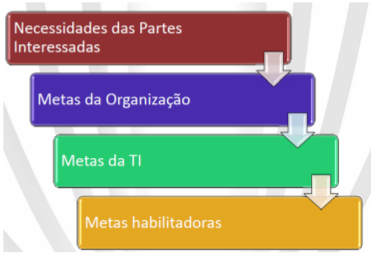 Necessidades das Partes
Interessadas
Metas da Organização
Metas da TI
Metas habilitadoras